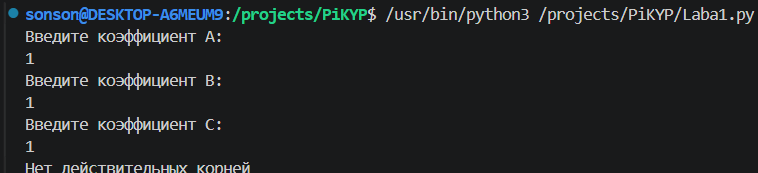 sonson@DESKTOP-A6MEUM9:/projects/PiKYP$ /usr/bin/python3 /projects/PiKYP/Laba1.py
Введите коэффициент A:
1
Введите коэффициент B:
1
Введите коэффициент C:
1
Нет действительных корней